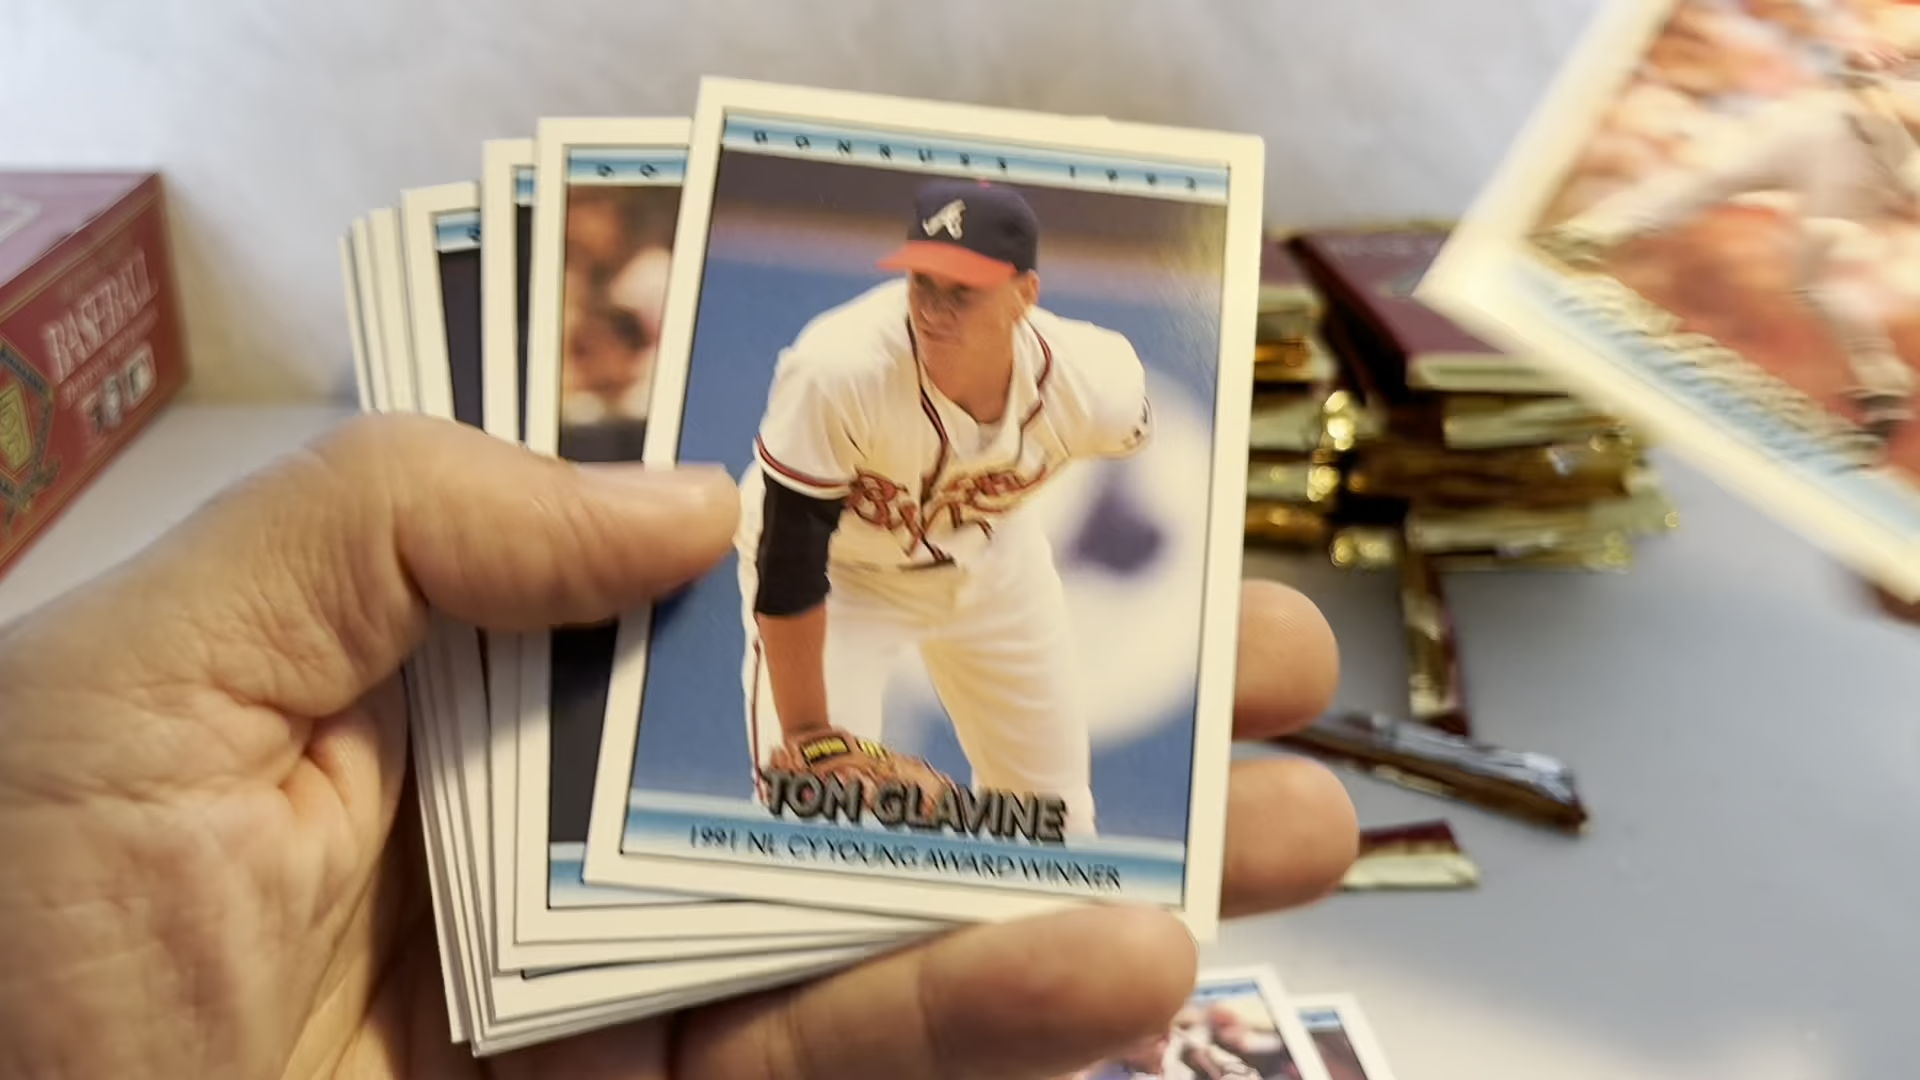 BASEBALL
DONRUSS 1992
TOM GLAVINE
1991 NL CY YOUNG AWARD WINNER